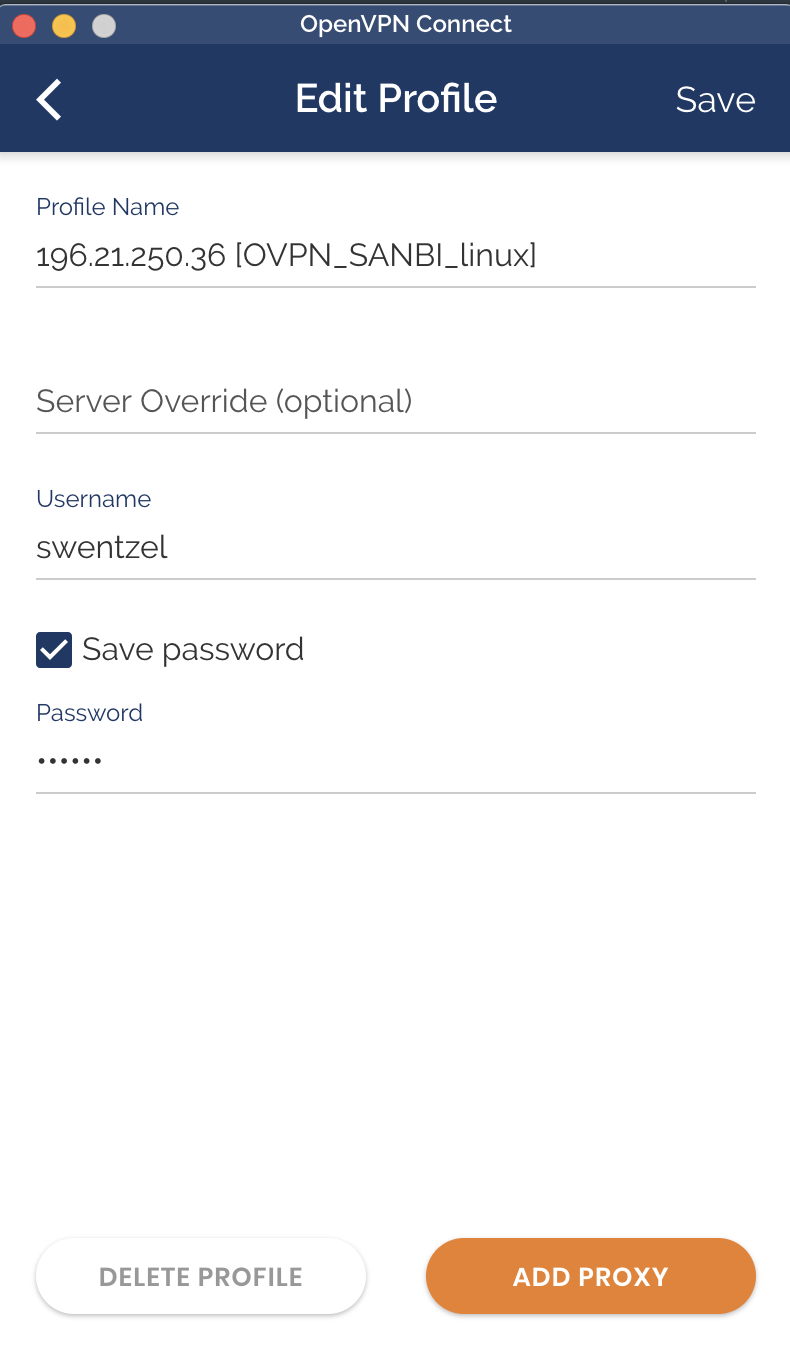 OpenVPN Connect
Edit Profile
Save
Profile Name
196.21.250.36 [OVPN_SANBI_linux]
Server Override (optional)
Username
swentzel
Save password
Password
••••••
DELETE PROFILE
ADD PROXY